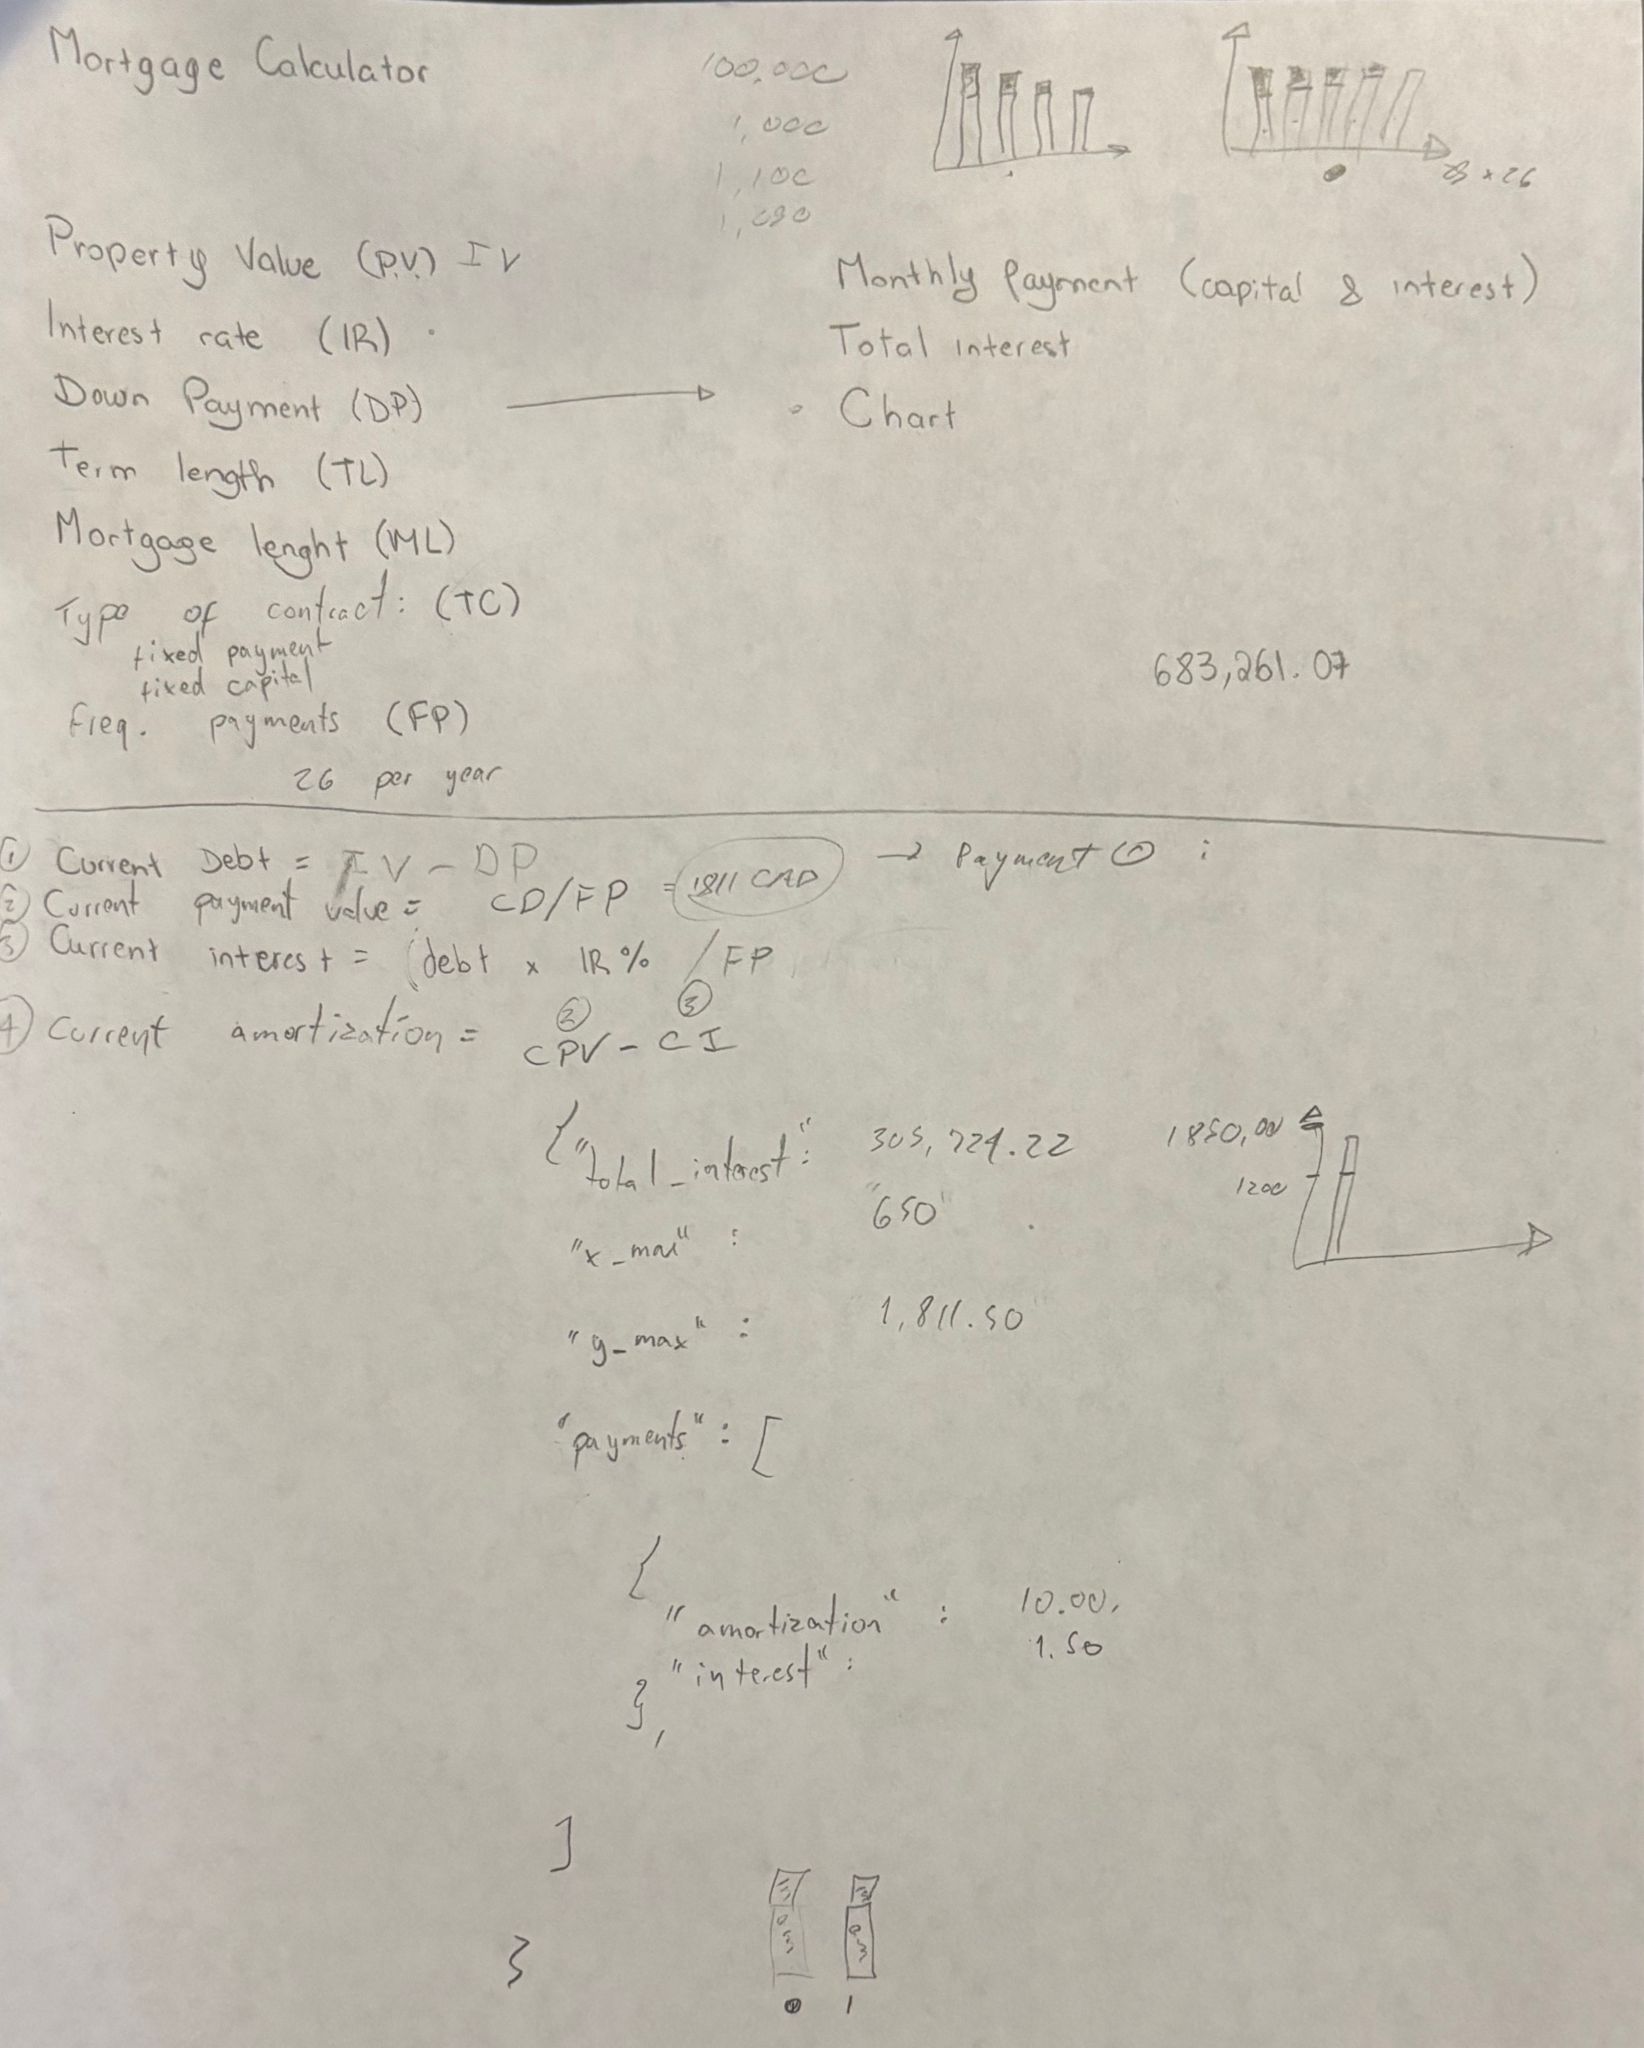 Mortgage Calculator
100,000
1,000
1,100
1,090
x 26
Property Value (P.V.) IV
Interest rate (IR)
Down Payment (DP)
Term length (TL)
Mortgage lenght (ML)
Type of contract: (TC)
fixed payment
fixed capital
Freq. payments (FP)
26 per year
Monthly Payment (capital & interest)
Total interest
Chart
683,261.07
① Current Debt = IV - DP
② Current payment value = CD/FP = 1811 CAD → Payment 0 :
③ Current interest = (debt x IR% / FP
② ③
④ Current amortization = CPV - CI
{ "total_interest": 305,724.22
"x_max" : "650"
"y_max" : 1,811.50
"payments" : [
{
"amortization" : 10.00,
"interest" : 1.50
},
]
}
1850,00
1200
0 1